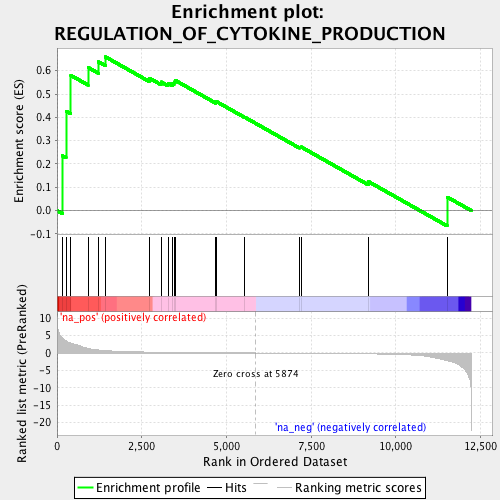 Enrichment plot:
REGULATION_OF_CYTOKINE_PRODUCTION
Enrichment score (ES)
0.6
0.5
0.4
0.3
0.2
0.1
0.0
-0.1
'na_pos' (positively correlated)
Ranked list metric (PreRanked)
10
5
0
-5
-10
-15
-20
Zero cross at 5874
'na_neg' (negatively correlated)
0
2,500
5,000
7,500
10,000
12,500
Rank in Ordered Dataset
Enrichment profile
Hits
Ranking metric scores